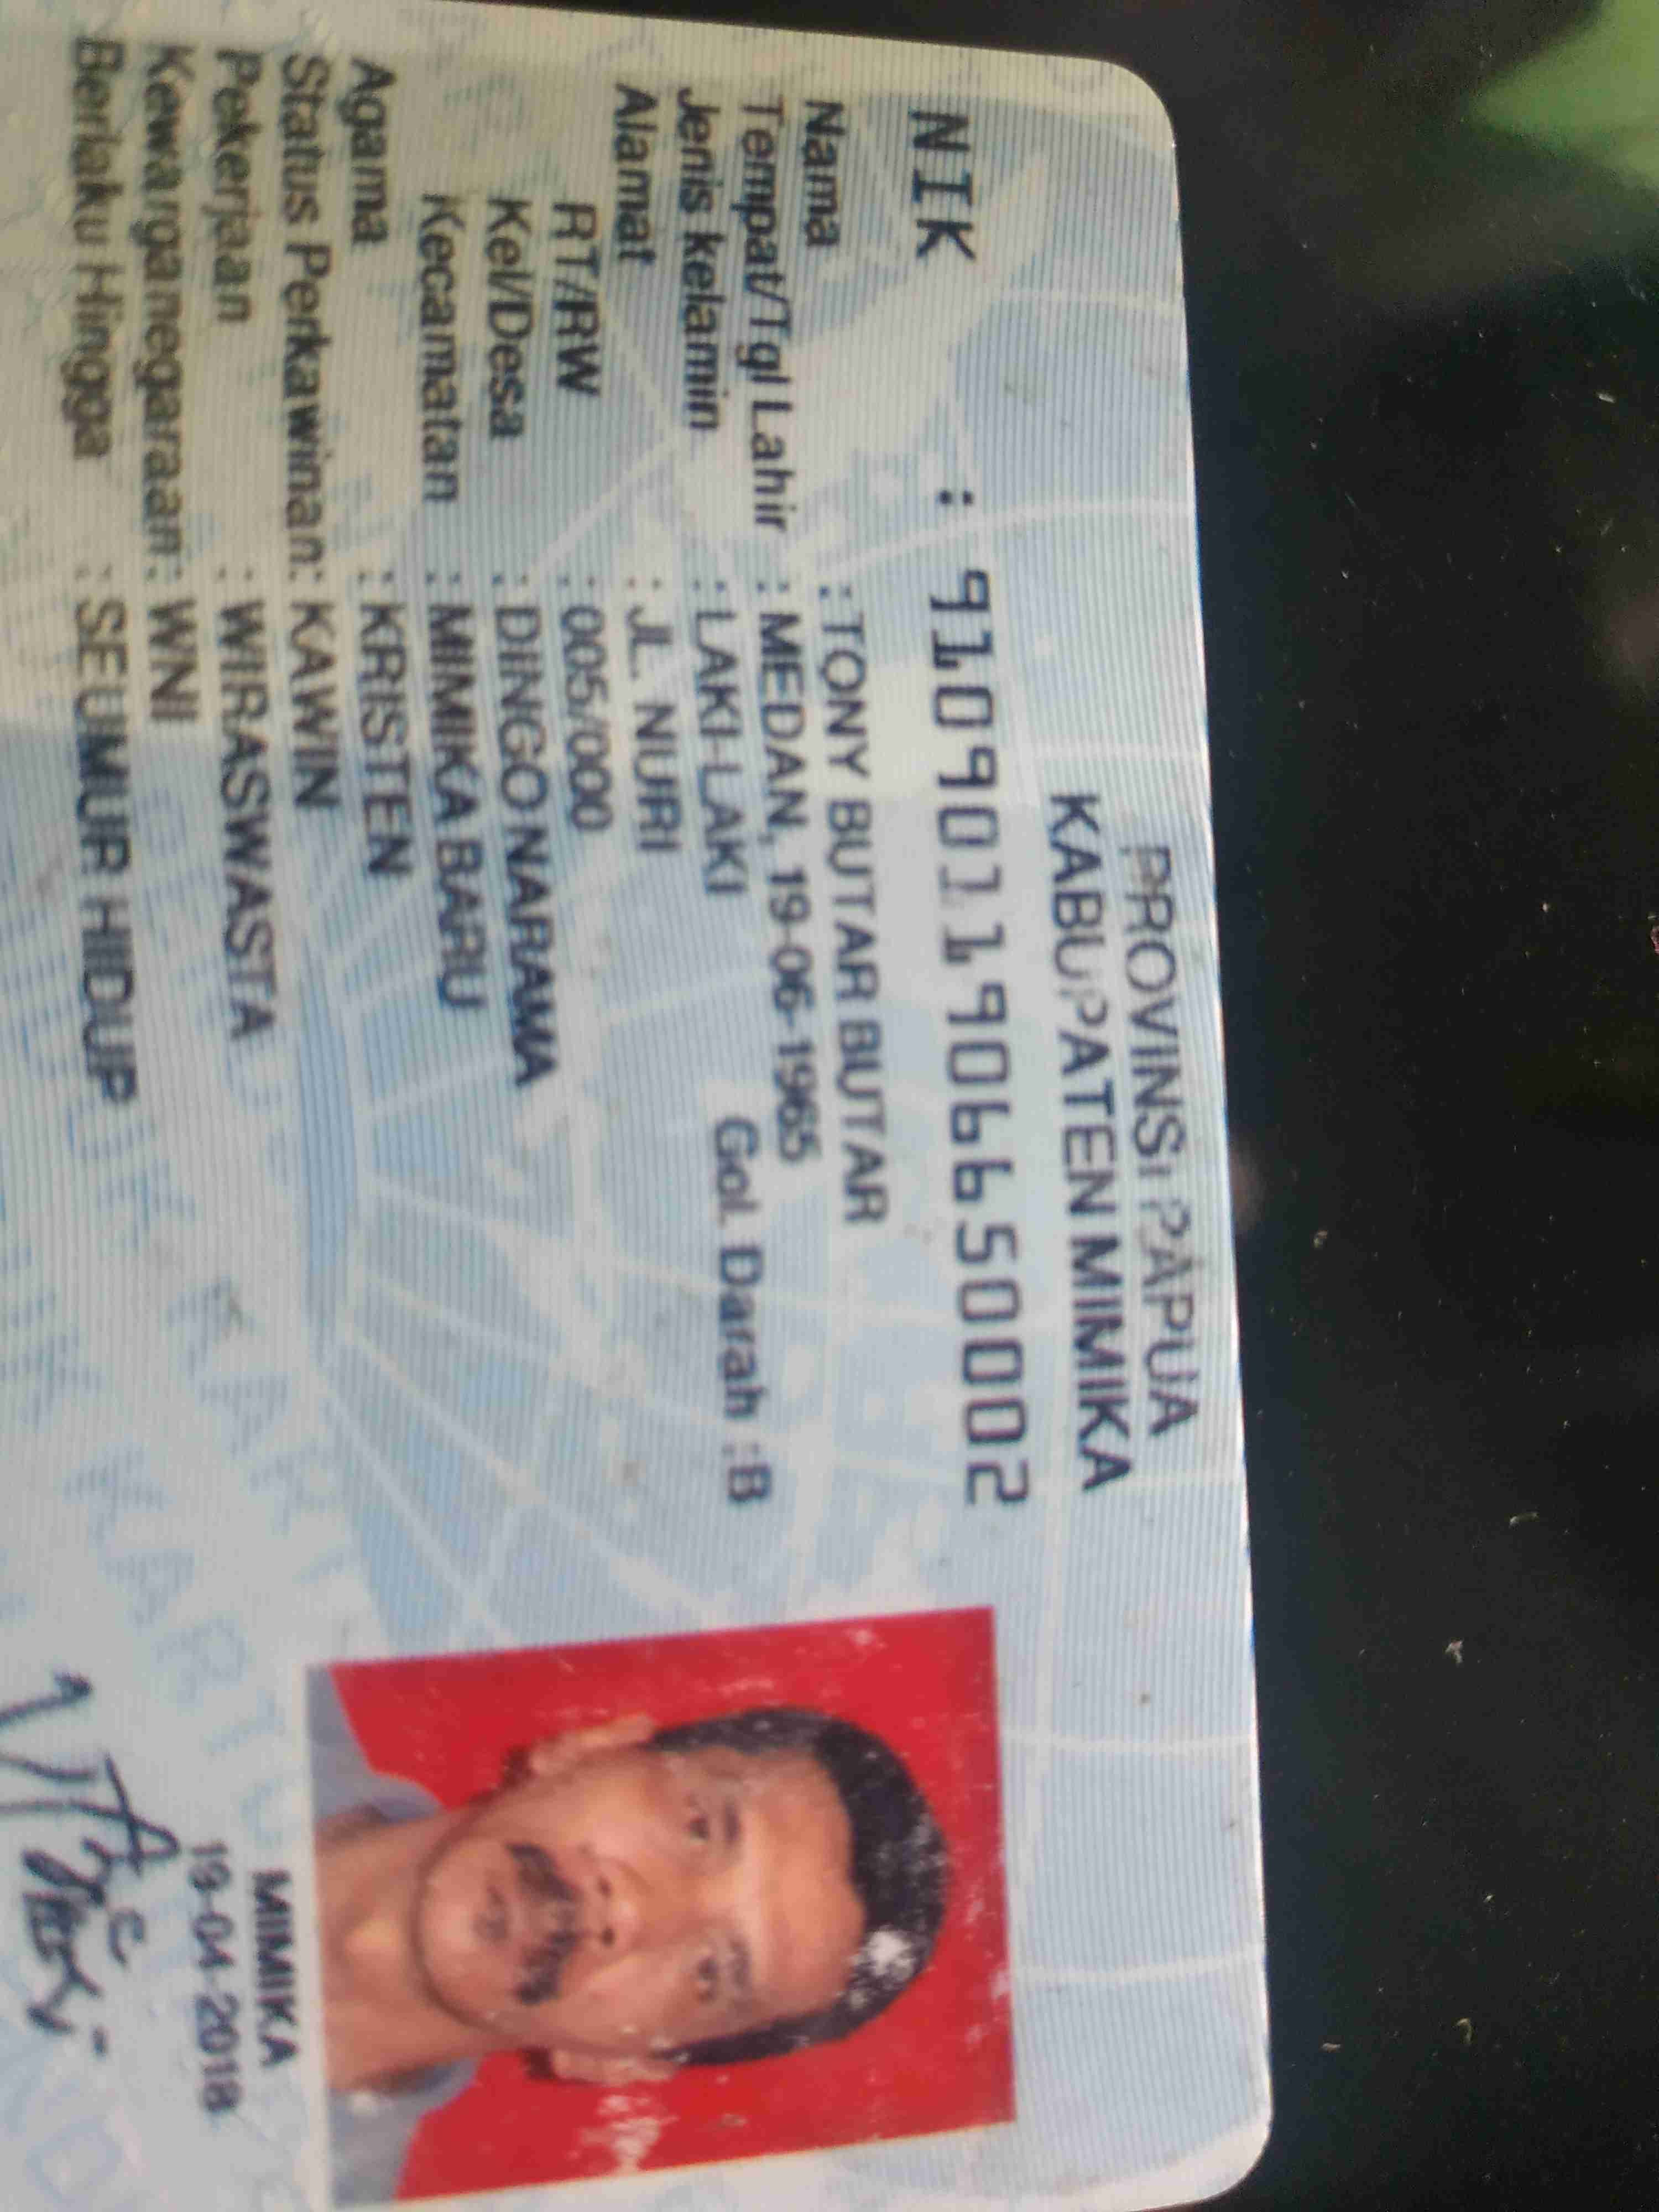 PROVINSI PAPUA
KABUPATEN MIMIKA
NIK : 9109011906650002
Nama : TONY BUTAR BUTAR
Tempat/Tgl Lahir : MEDAN, 19-06-1965
Jenis kelamin : LAKI-LAKI Gol. Darah : B
Alamat : JL. NURI
RT/RW : 005/000
Kel/Desa : DINGO NARAMA
Kecamatan : MIMIKA BARU
Agama : KRISTEN
Status Perkawinan: KAWIN
Pekerjaan : WIRASWASTA
Kewarganegaraan: WNI
Berlaku Hingga : SEUMUR HIDUP
MIMIKA
19-04-2018